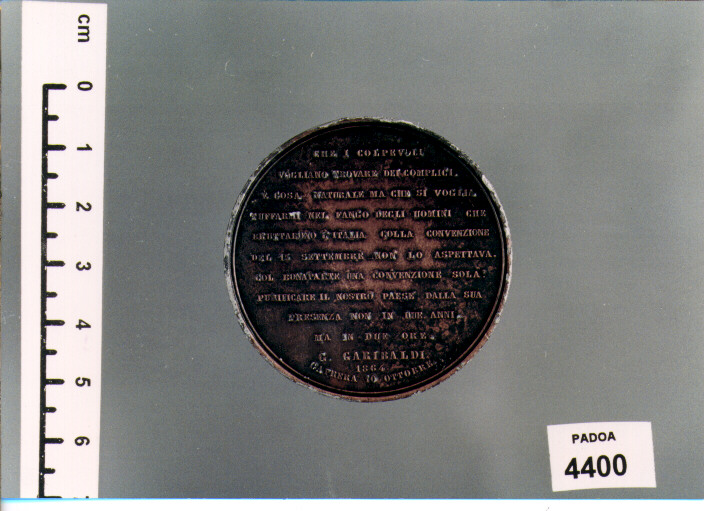 CHE I COLPEVOLI
VOGLIANO TROVARE DEI COMPLICI.
È COSA NATURALE MA CHE SI VOGLIA
TUFFARMI NEL FANGO DEGLI UOMINI CHE
BRUTTARONO L'ITALIA COLLA CONVENZIONE
DEL 15 SETTEMBRE NON LO ASPETTAVA.
COL BONAPARTE UNA CONVENZIONE SOLA!
PURIFICARE IL NOSTRO PAESE DALLA SUA
PRESENZA NON IN DUE ANNI.
MA IN DUE ORE.
G. GARIBALDI.
1864
CAPRERA 10 OTTOBRE
cm
0
1
2
3
4
5
6
PADOA
4400